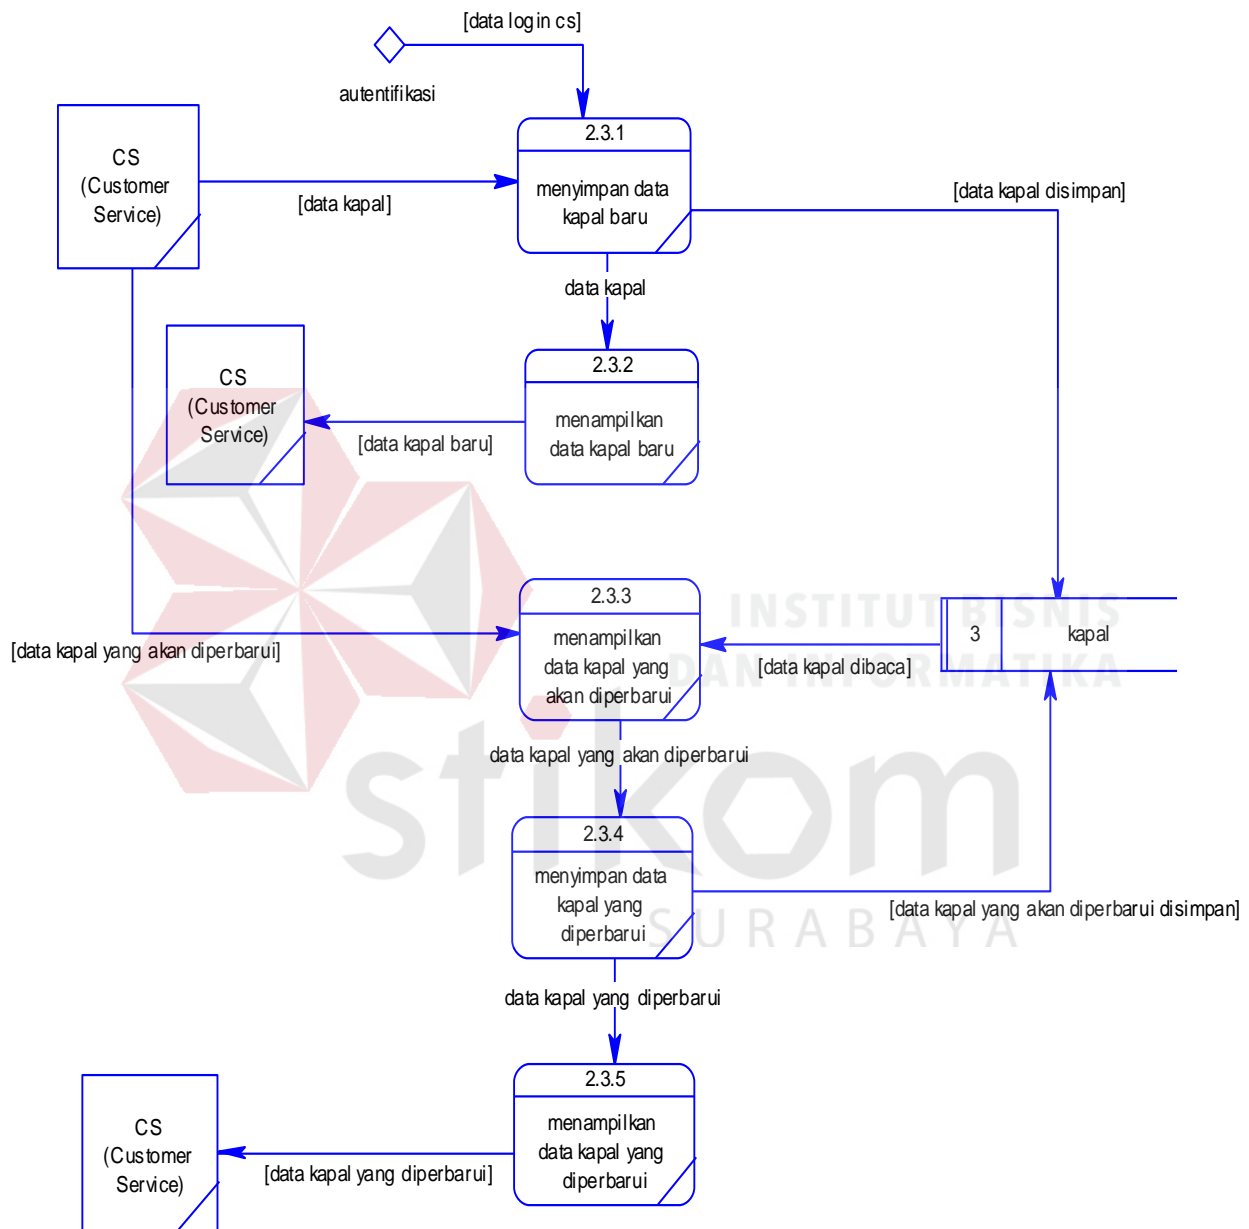 [data login cs]
autentifikasi
CS
(Customer
Service)
2.3.1
menyimpan data
kapal baru
[data kapal]
[data kapal disimpan]
data kapal
CS
(Customer
Service)
2.3.2
menampilkan
data kapal baru
[data kapal baru]
2.3.3
menampilkan
data kapal yang
akan diperbarui
[data kapal yang akan diperbarui]
3
kapal
[data kapal dibaca]
INSTITUT BISNIS
DAN INFORMATIKA
data kapal yang akan diperbarui
stikom
SURABAYA
2.3.4
menyimpan data
kapal yang
diperbarui
[data kapal yang akan diperbarui disimpan]
data kapal yang diperbarui
2.3.5
menampilkan
data kapal yang
diperbarui
CS
(Customer
Service)
[data kapal yang diperbarui]